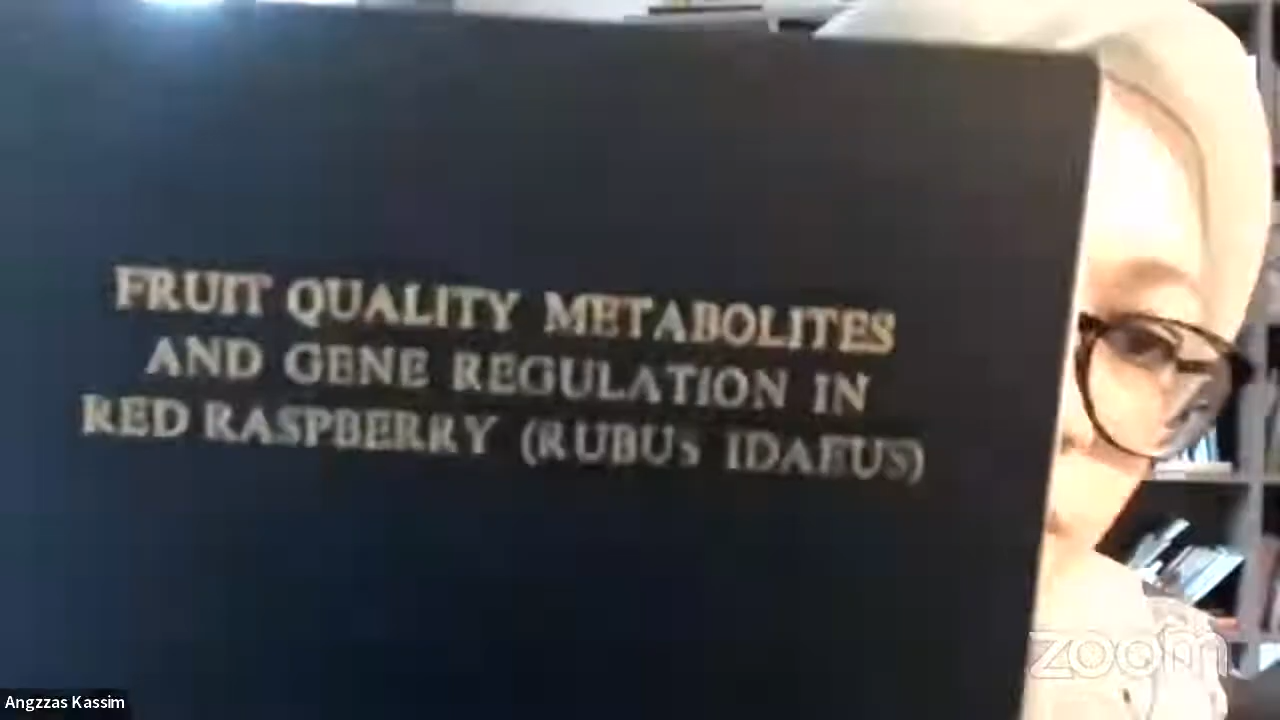 FRUIT QUALITY METABOLITES
AND GENE REGULATION IN
RED RASPBERRY (RUBUS IDAEUS)
zoom
Angzzas Kassim